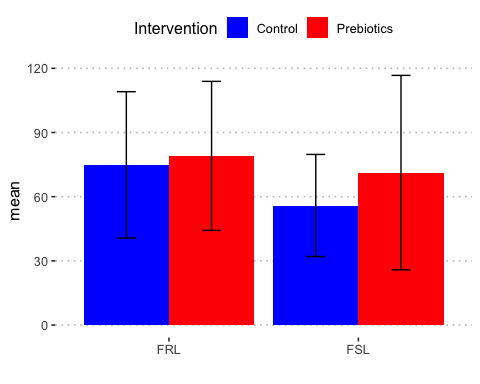 Intervention Control Prebiotics
120
90
60
30
0
mean
FRL FSL